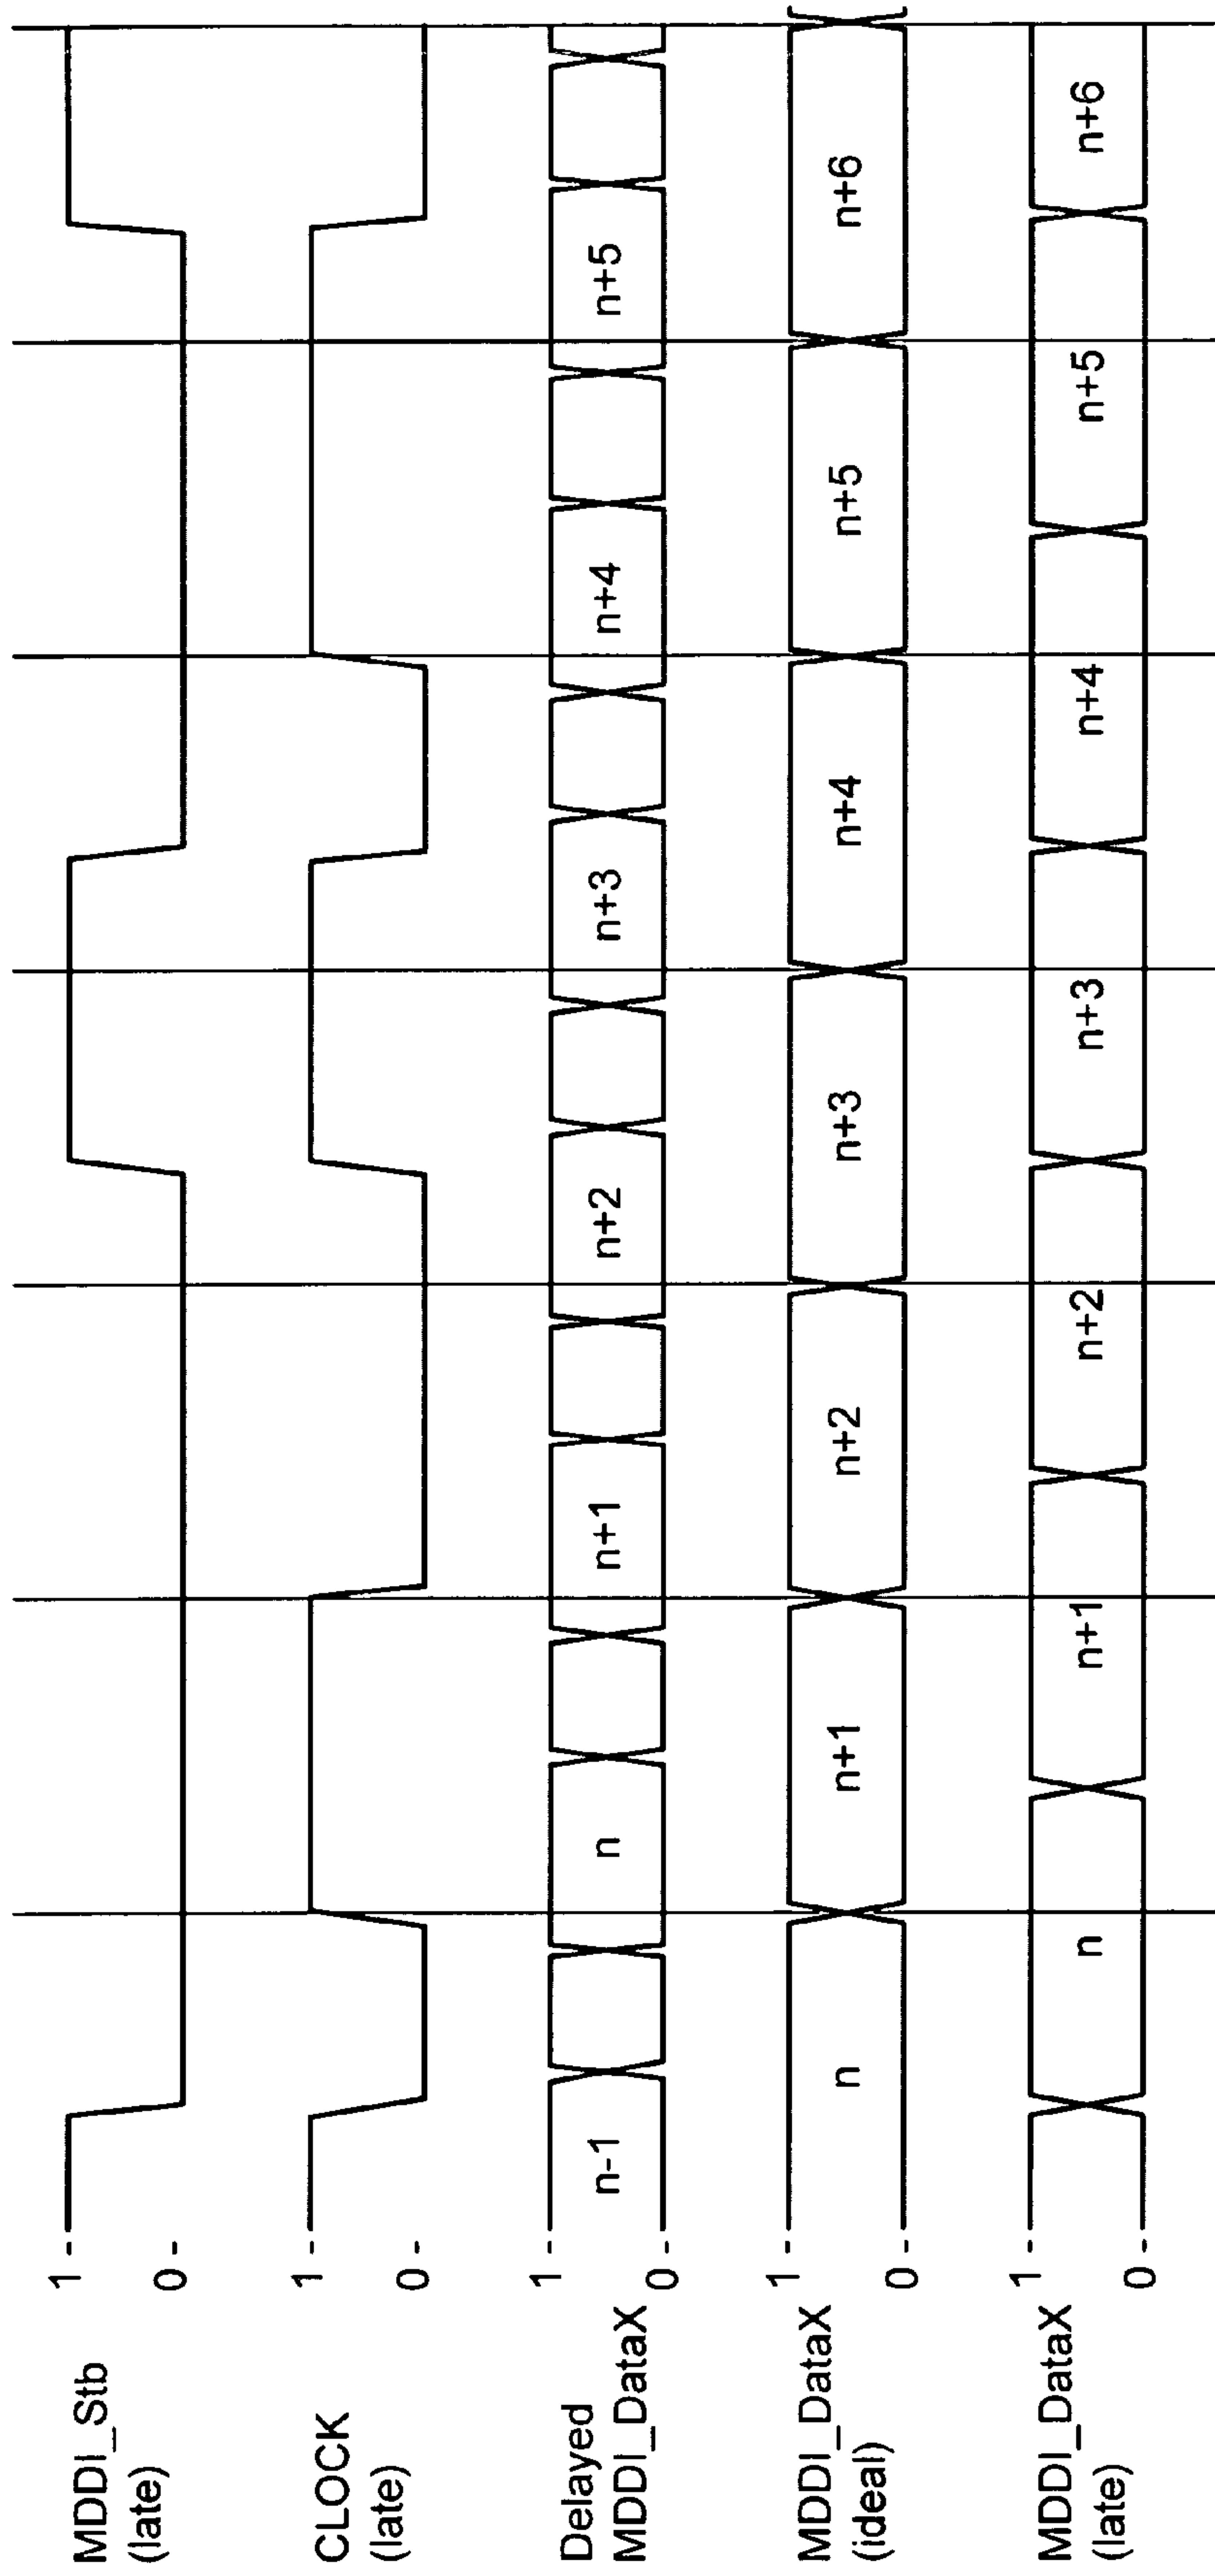 MDDI_Stb
(late)
1 -
0 -
CLOCK
(late)
1 -
0 -
Delayed
MDDI_DataX
1 -
0 -
n-1
n
n+1
n+2
n+3
n+4
n+5
MDDI_DataX
(ideal)
1 -
0 -
n
n+1
n+2
n+3
n+4
n+5
n+6
MDDI_DataX
(late)
1 -
0 -
n
n+1
n+2
n+3
n+4
n+5
n+6